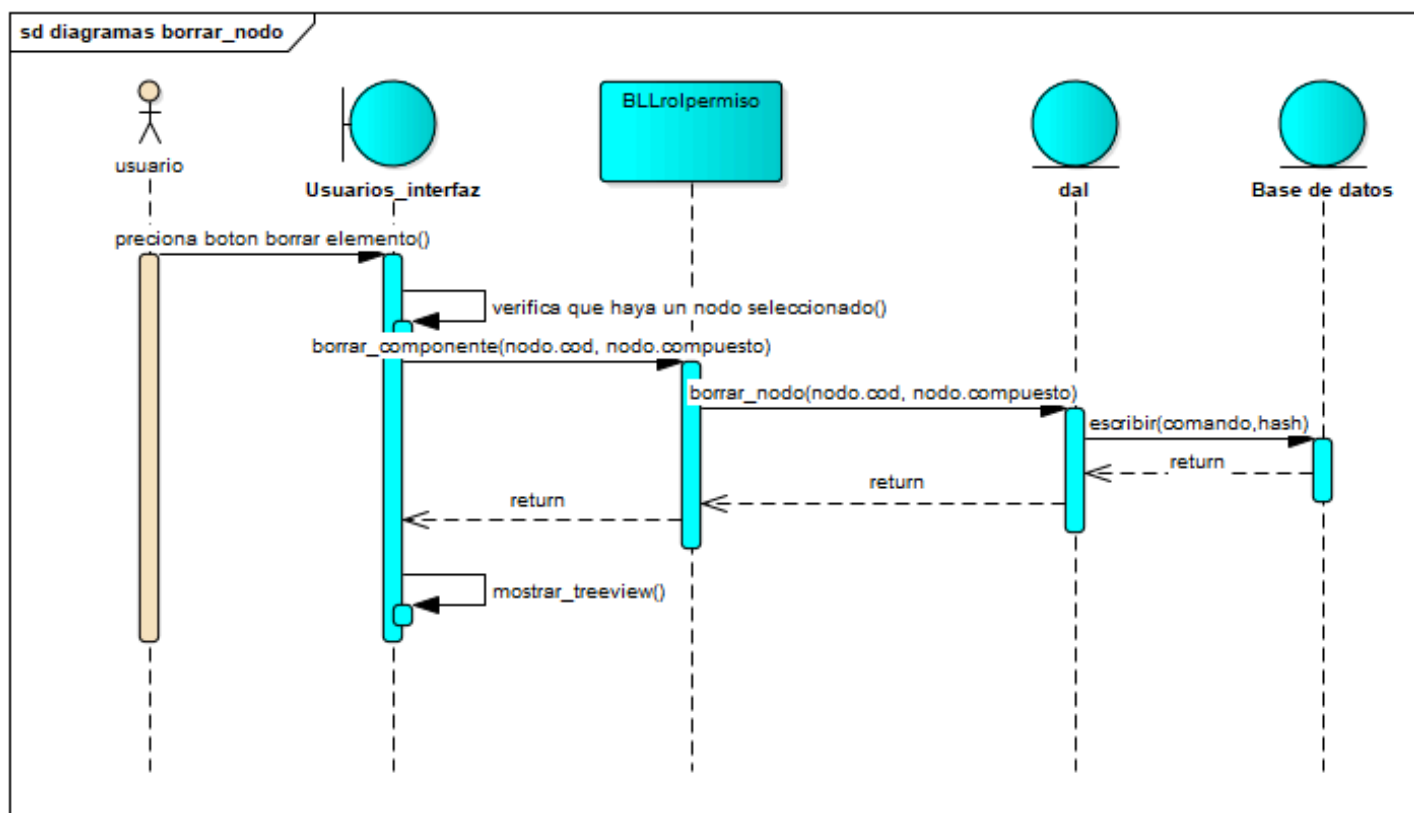 sd diagramas borrar_nodo
usuario
Usuarios_interfaz
BLLrolpermiso
dal
Base de datos
preciona boton borrar elemento()
verifica que haya un nodo seleccionado()
borrar_componente(nodo.cod, nodo.compuesto)
borrar_nodo(nodo.cod, nodo.compuesto)
escribir(comando,hash)
return
return
return
mostrar_treeview()